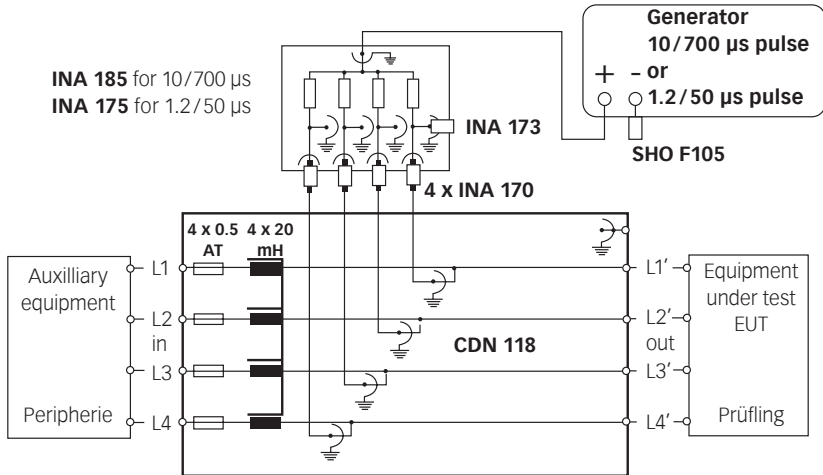 Generator
10/700 µs pulse
+ - or
1.2/50 µs pulse
INA 185 for 10/700 µs
INA 175 for 1.2/50 µs
INA 173
SHO F105
4 x INA 170
4 x 0.5 4 x 20
AT mH
Auxilliary
equipment
Peripherie
L1
L2
in
L3
L4
CDN 118
L1'
L2'
out
L3'
L4'
Equipment
under test
EUT
Prüfling